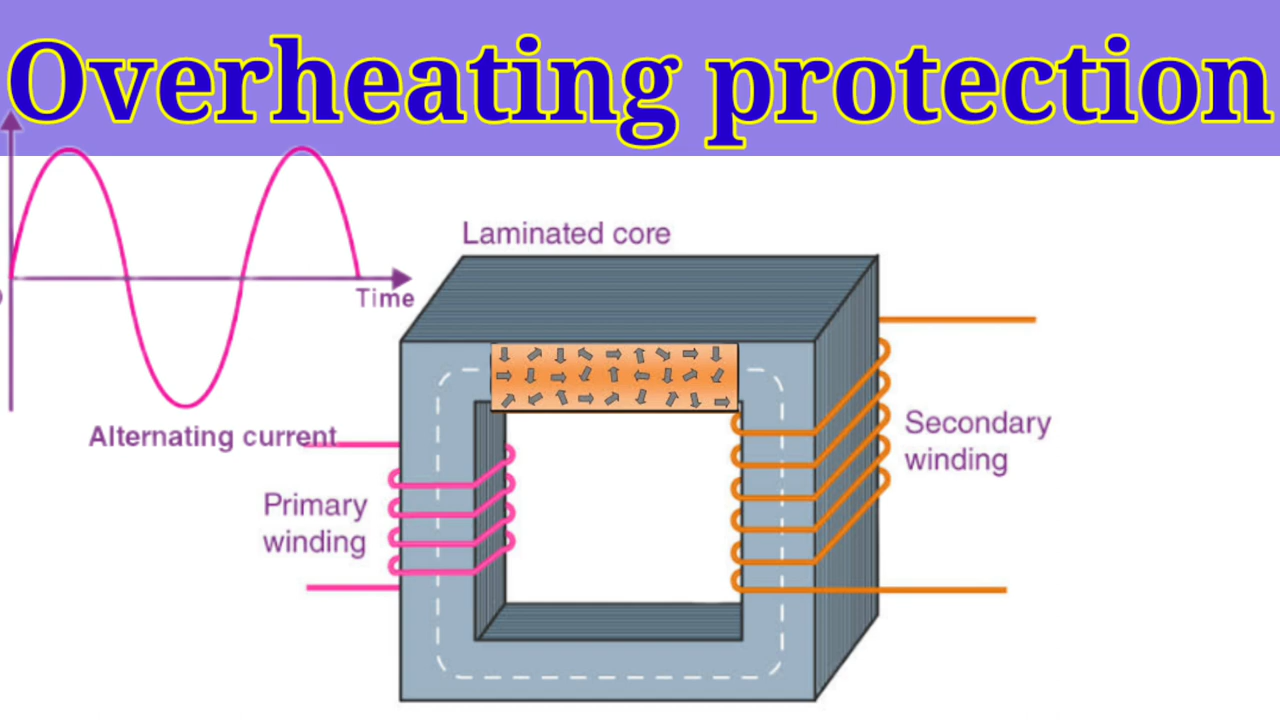 Overheating protection
Laminated core
Time
Alternating current
Secondary
winding
Primary
winding